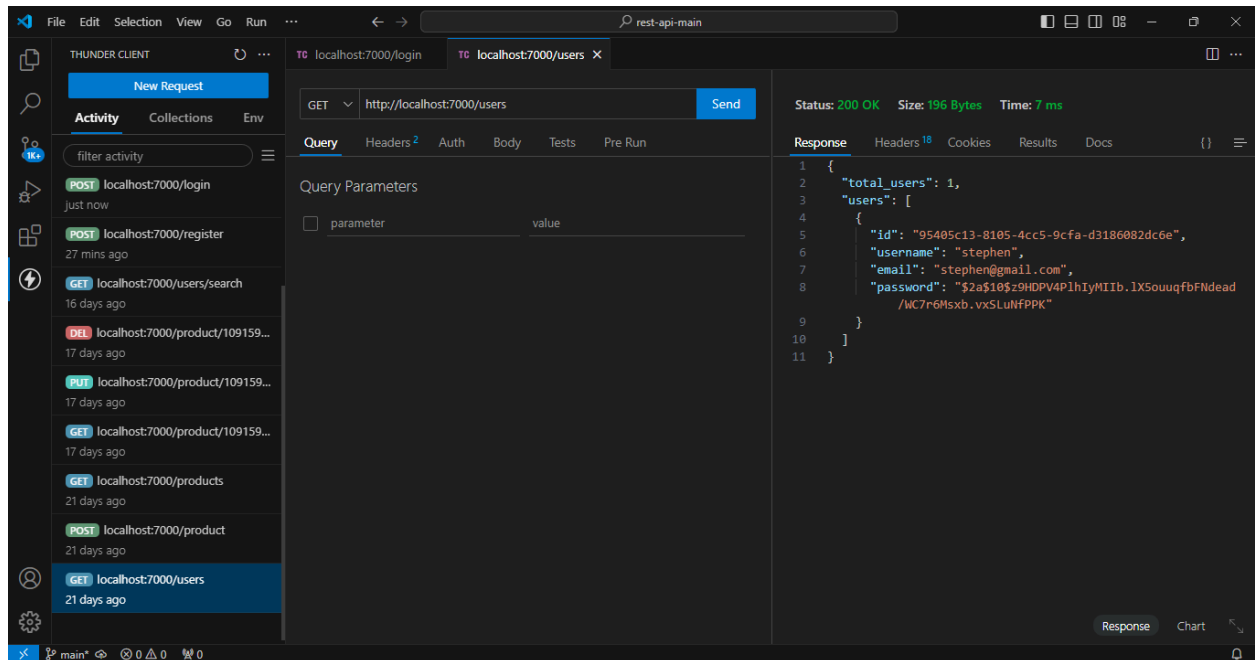 File Edit Selection View Go Run ···
rest-api-main
THUNDER CLIENT
New Request
Activity Collections Env
filter activity
POST localhost:7000/login
just now
POST localhost:7000/register
27 mins ago
GET localhost:7000/users/search
16 days ago
DEL localhost:7000/product/109159...
17 days ago
PUT localhost:7000/product/109159...
17 days ago
GET localhost:7000/product/109159...
17 days ago
GET localhost:7000/products
21 days ago
POST localhost:7000/product
21 days ago
GET localhost:7000/users
21 days ago
1K+
TC localhost:7000/login TC localhost:7000/users
GET http://localhost:7000/users Send
Query Headers 2 Auth Body Tests Pre Run
Query Parameters
parameter value
Status: 200 OK Size: 196 Bytes Time: 7 ms
Response Headers 18 Cookies Results Docs {}
1 {
2 "total_users": 1,
3 "users": [
4 {
5 "id": "95405c13-8105-4cc5-9cfa-d3186082dc6e",
6 "username": "stephen",
7 "email": "stephen@gmail.com",
8 "password": "$2a$10$z9HDPV4PlhIyMIIb.lX5ouuqfbFNdead
/WC7r6Msxb.vxSLuNfPPK"
9 }
10 ]
11 }
Response Chart
main* 0 0 0